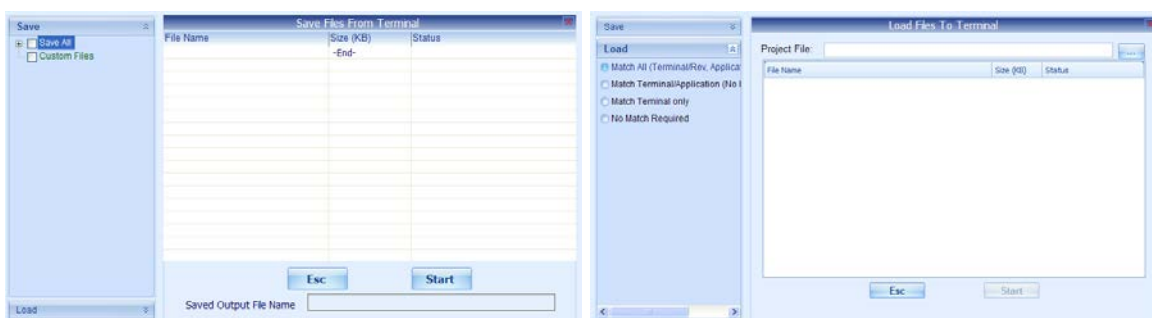 Save
Save All
Custom Files
Load
Save Files From Terminal
File Name Size (KB) Status
-End-
Esc Start
Saved Output File Name
Save
Load
Match All (Terminal/Rev, Applica
Match Terminal/Application (No
Match Teminal only
No Match Required
Load Files To Terminal
Project File: ...
File Name Size (KB) Status
Esc Start